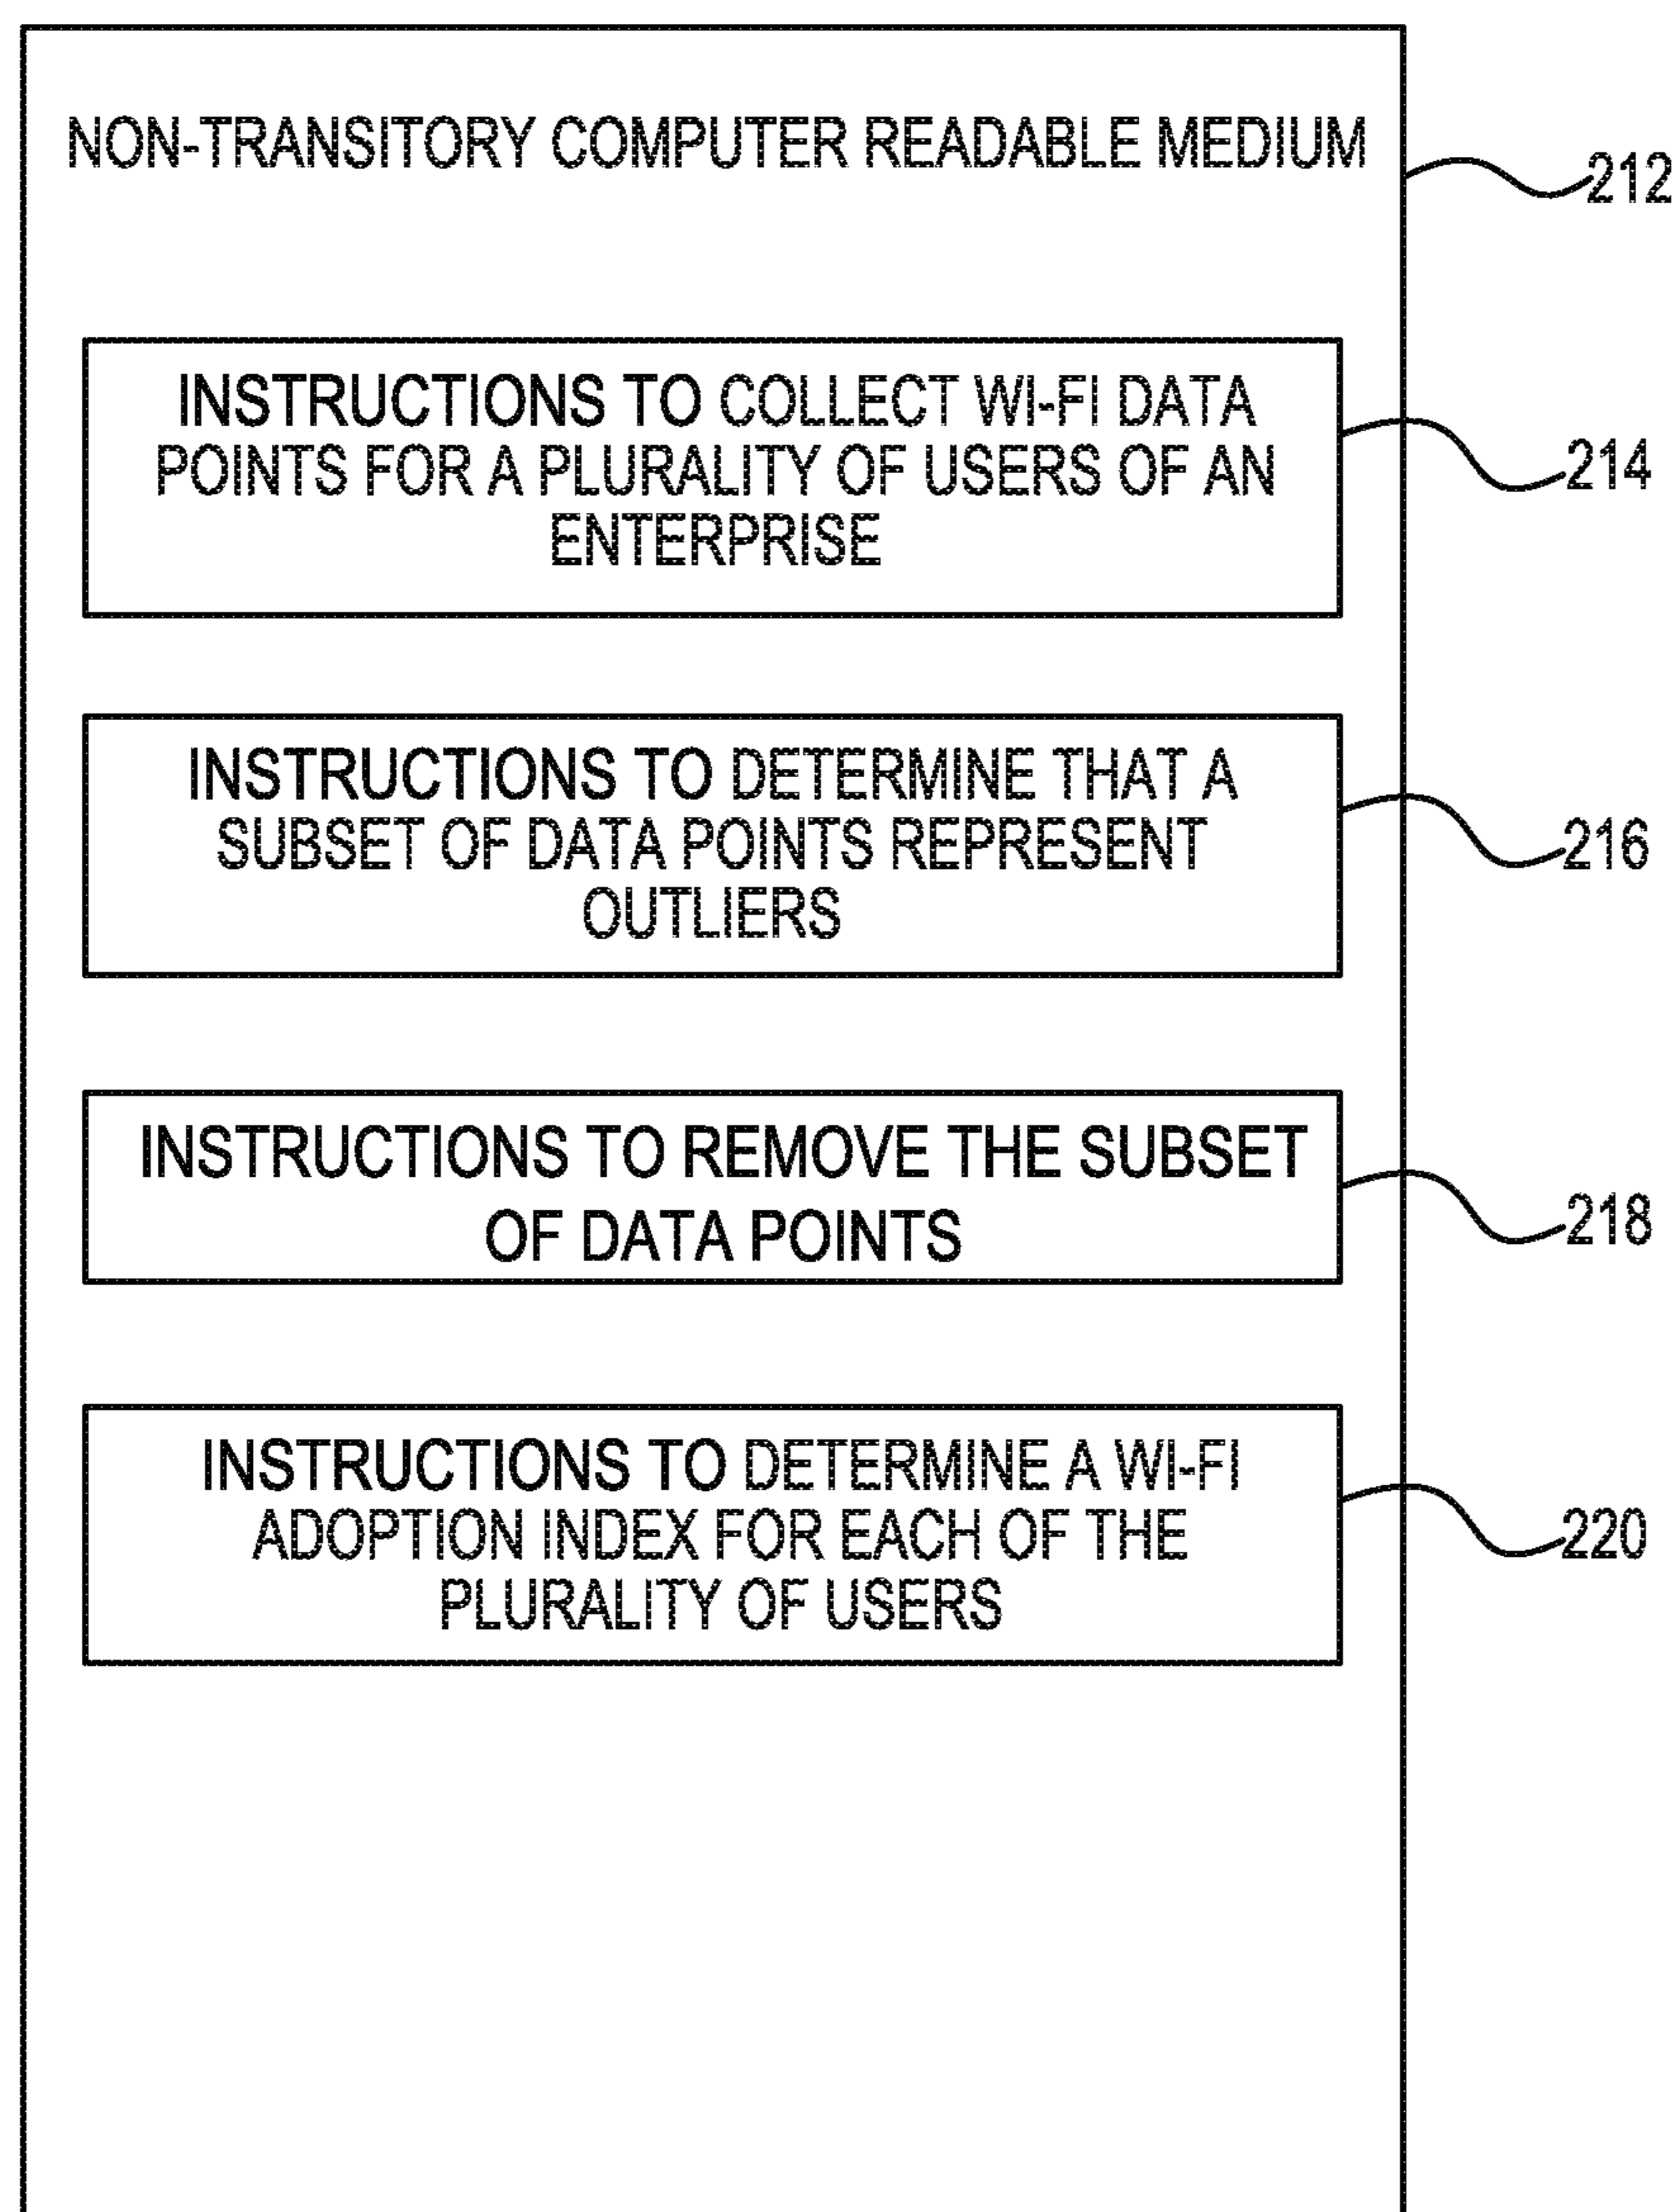 NON-TRANSITORY COMPUTER READABLE MEDIUM
212
INSTRUCTIONS TO COLLECT WI-FI DATA
POINTS FOR A PLURALITY OF USERS OF AN
ENTERPRISE
214
INSTRUCTIONS TO DETERMINE THAT A
SUBSET OF DATA POINTS REPRESENT
OUTLIERS
216
INSTRUCTIONS TO REMOVE THE SUBSET
OF DATA POINTS
218
INSTRUCTIONS TO DETERMINE A WI-FI
ADOPTION INDEX FOR EACH OF THE
PLURALITY OF USERS
220